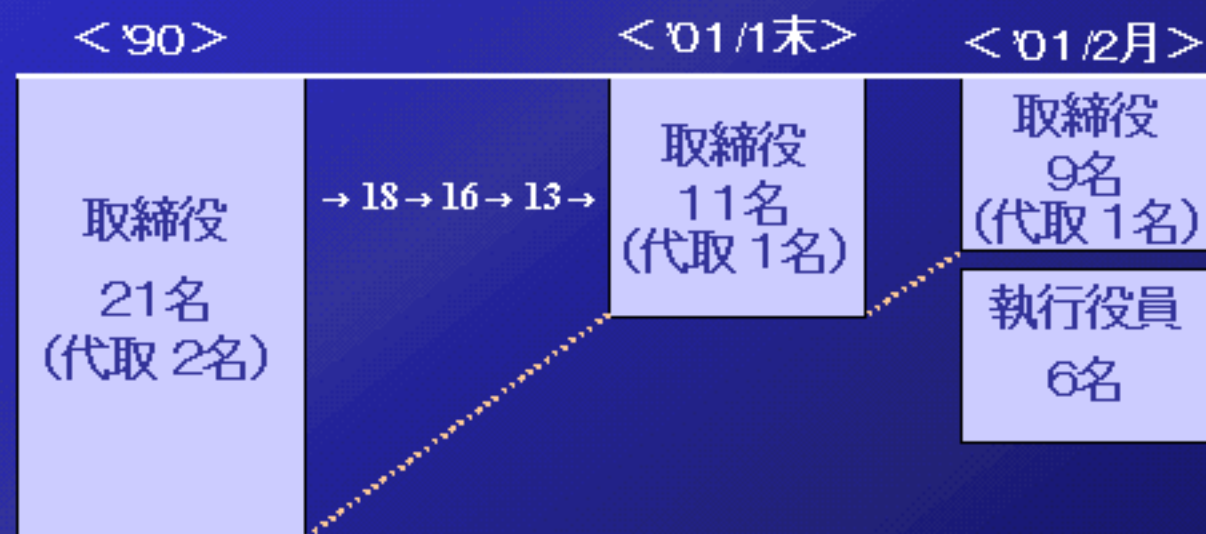 <'90>
<'01/1末>
<'01/2月>
取締役
21名
(代取 2名)
→ 18 → 16 → 13 →
取締役
11名
(代取 1名)
取締役
9名
(代取 1名)
執行役員
6名